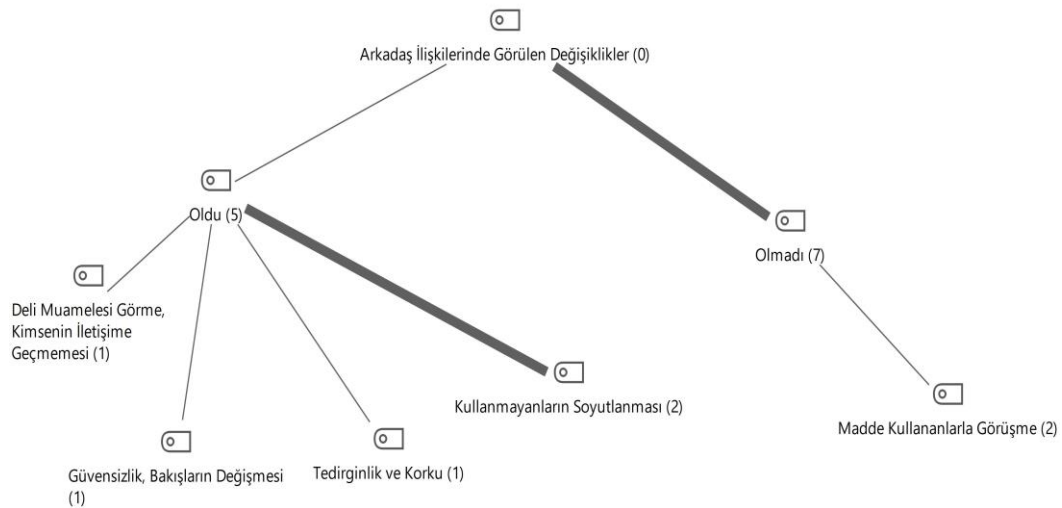 Arkadaş İlişkilerinde Görülen Değişiklikler (0)
Oldu (5)
Olmadı (7)
Deli Muamelesi Görme,
Kimsenin İletişime
Geçmemesi (1)
Kullanmayanların Soyutlanması (2)
Madde Kullananlarla Görüşme (2)
Güvensizlik, Bakışların Değişmesi
(1)
Tedirginlik ve Korku (1)